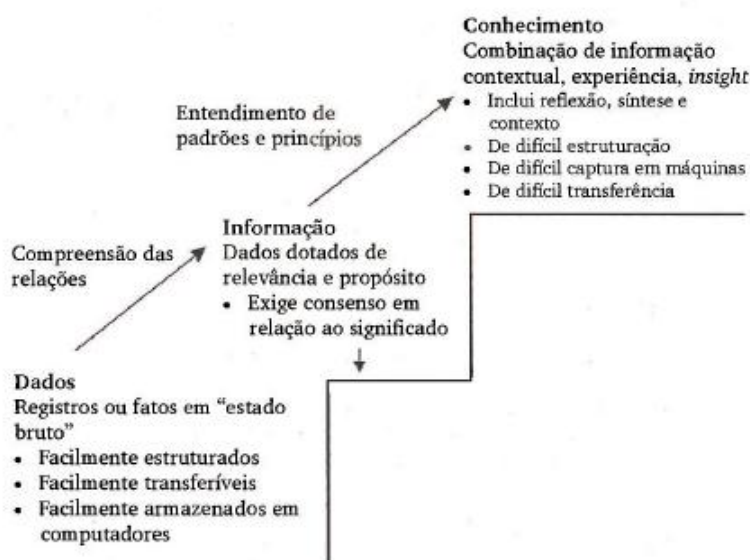 Conhecimento
Combinação de informação
contextual, experiência, insight
• Inclui reflexão, síntese e
contexto
• De difícil estruturação
• De difícil captura em máquinas
• De difícil transferência
Entendimento de
padrões e princípios
Informação
Dados dotados de
relevância e propósito
• Exige consenso em
relação ao significado
Compreensão das
relações
Dados
Registros ou fatos em “estado
bruto”
• Facilmente estruturados
• Facilmente transferíveis
• Facilmente armazenados em
computadores